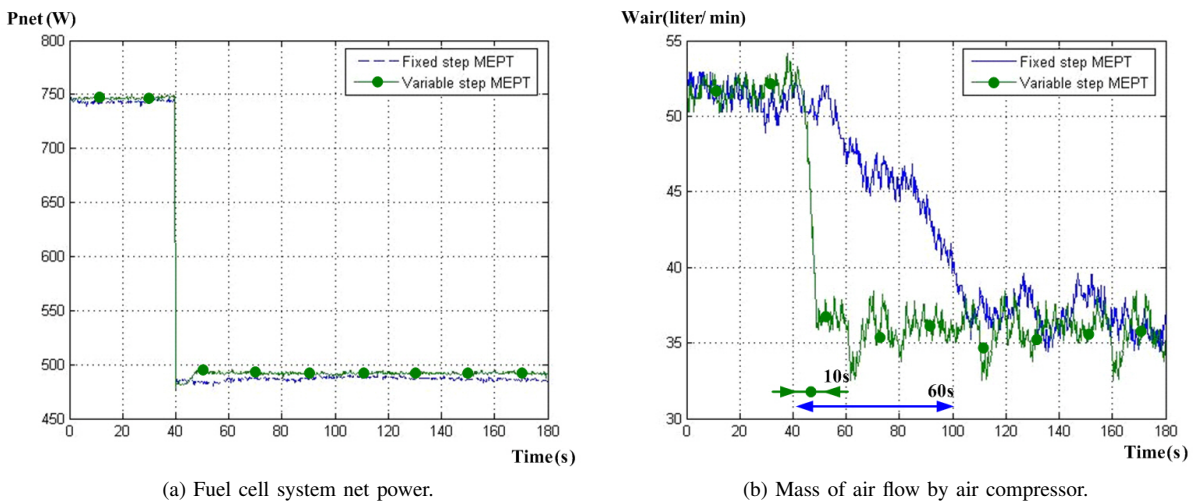 Pnet (W)
800
750
700
650
600
550
500
450
0 20 40 60 80 100 120 140 160 180
Time(s)
Fixed step MEPT
Variable step MEPT
(a) Fuel cell system net power.
Wair(liter/ min)
55
50
45
40
35
30
0 20 40 60 80 100 120 140 160 180
Time(s)
Fixed step MEPT
Variable step MEPT
10s
60s
(b) Mass of air flow by air compressor.